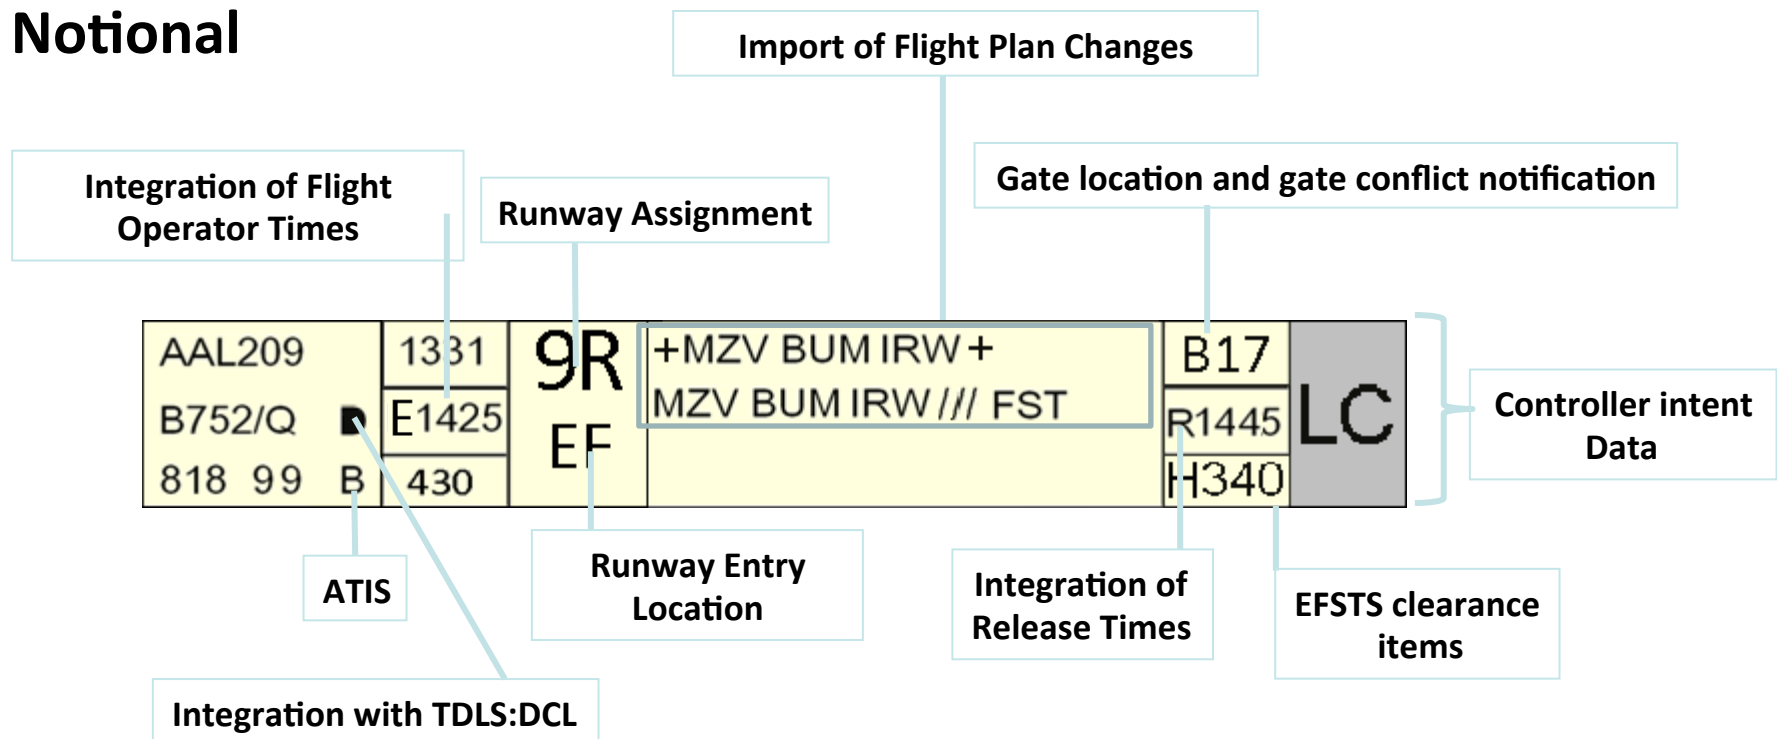 Notional
Import of Flight Plan Changes
Integration of Flight
Operator Times
Runway Assignment
Gate location and gate conflict notification
AAL209
B752/Q D
818 99 B
1331
E1425
430
9R
EF
+MZV BUM IRW+
MZV BUM IRW /// FST
B17
R1445
H340
LC
Controller intent
Data
ATIS
Runway Entry
Location
Integration of
Release Times
EFSTS clearance
items
Integration with TDLS:DCL